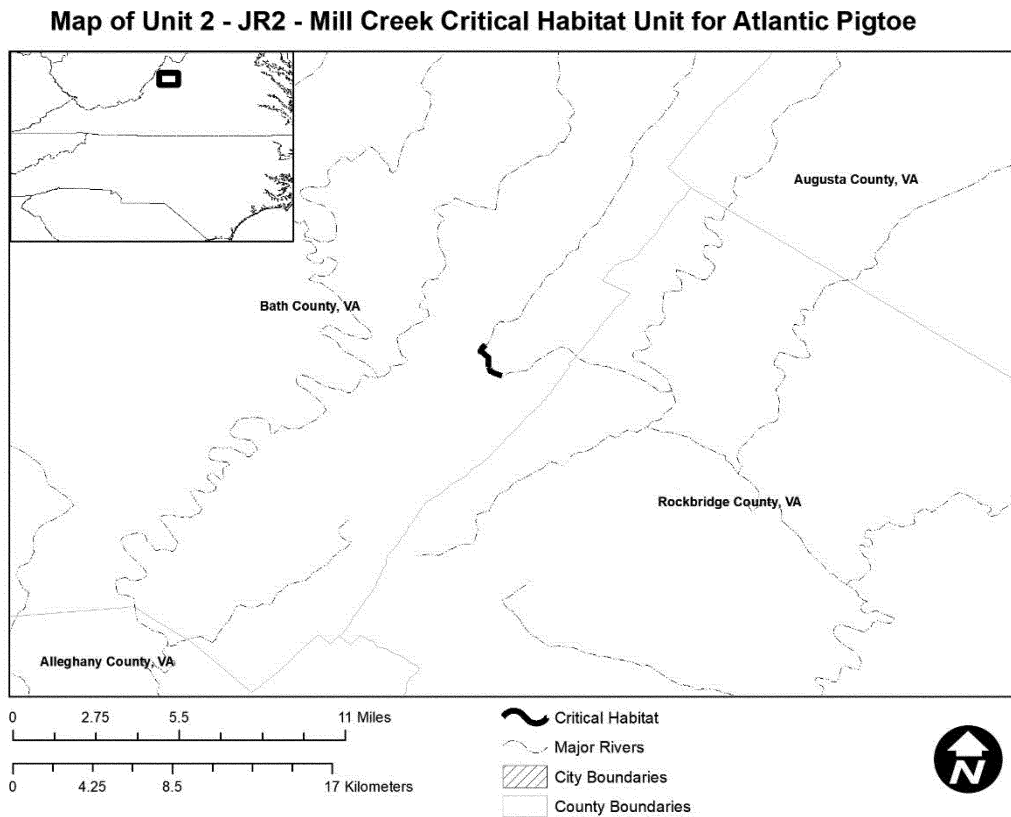 Map of Unit 2 - JR2 - Mill Creek Critical Habitat Unit for Atlantic Pigtoe
Augusta County, VA
Bath County, VA
Rockbridge County, VA
Alleghany County, VA
0 2.75 5.5 11 Miles
0 4.25 8.5 17 Kilometers
Critical Habitat
Major Rivers
City Boundaries
County Boundaries
N